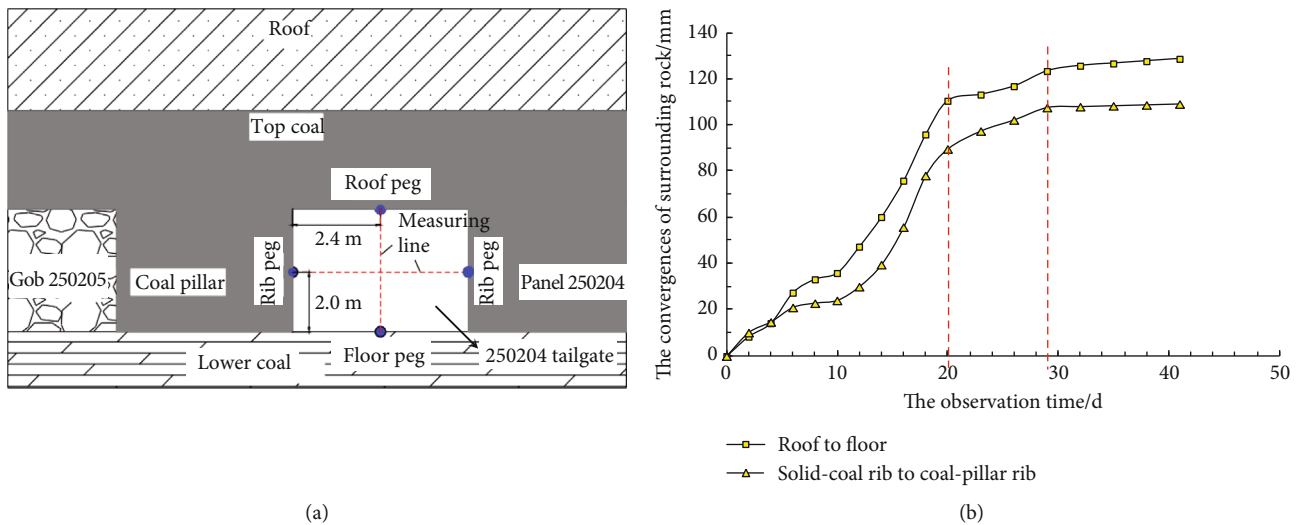 Roof
Top coal
Roof peg
2.4 m
Measuring
line
Rib peg
Rib peg
Gob 250205
Coal pillar
Panel 250204
2.0 m
Lower coal
Floor peg
250204 tailgate
(a)
The convergences of surrounding rock/mm
140
120
100
80
60
40
20
0
0
10
20
30
40
50
The observation time/d
Roof to floor
Solid-coal rib to coal-pillar rib
(b)